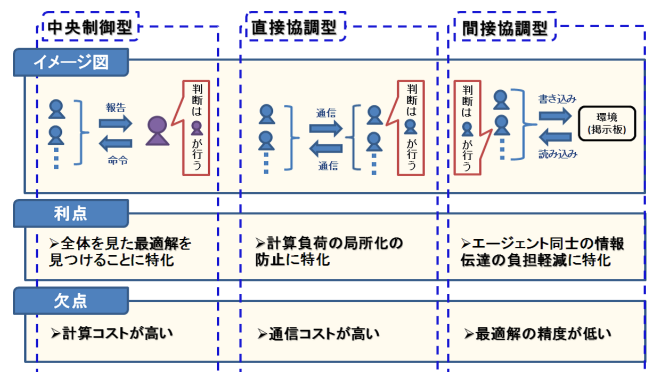 中央制御型
直接協調型
間接協調型
イメージ図
報告
命令
判断は
が行う
通信
通信
判断は
が行う
判断は
が行う
書き込み
読み込み
環境
(掲示板)
利点
➢全体を見た最適解を
見つけることに特化
➢計算負荷の局所化の
防止に特化
➢エージェント同士の情報
伝達の負担軽減に特化
欠点
➢計算コストが高い
➢通信コストが高い
➢最適解の精度が低い